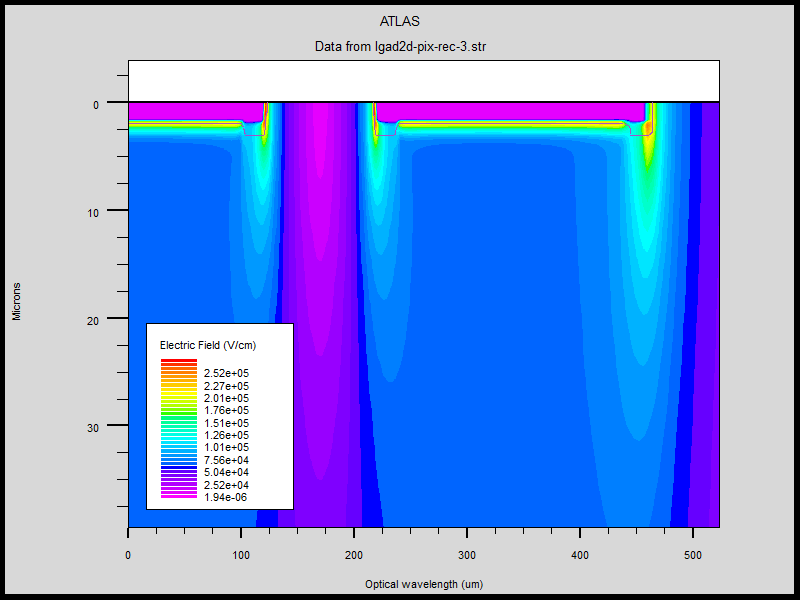 ATLAS
Data from lgad2d-pix-rec-3.str
0
10
20
30
Microns
Electric Field (V/cm)
2.52e+05
2.27e+05
2.01e+05
1.76e+05
1.51e+05
1.26e+05
1.01e+05
7.56e+04
5.04e+04
2.52e+04
1.94e-06
0 100 200 300 400 500
Optical wavelength (um)